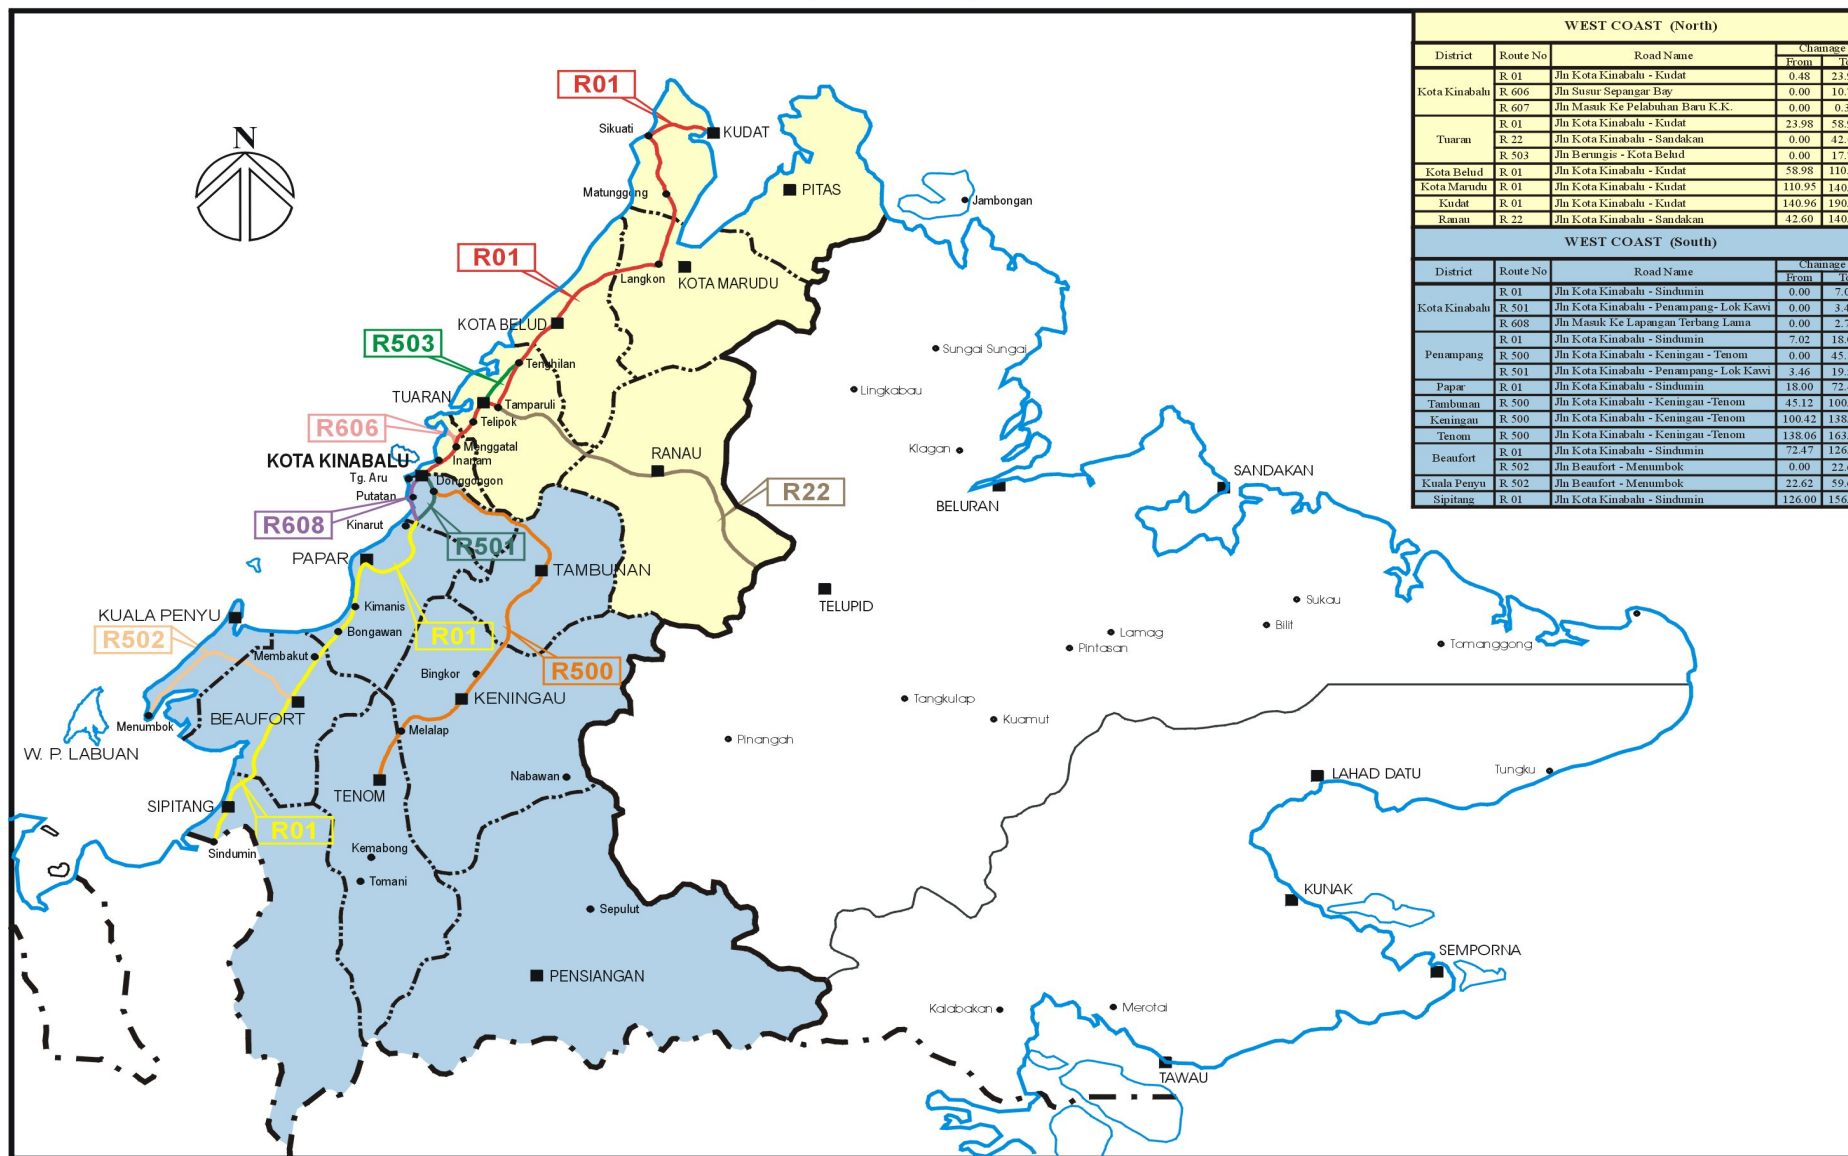 WEST COAST (North)
District Route No Road Name Chainage
From
Kota Kinabalu R 01 Jln Kota Kinabalu - Kudat 0.48
R 606 Jln Susur Sepangar Bay 0.00
R 607 Jln Masuk Ke Pelabuhan Baru K.K. 0.00
Tuaran R 01 Jln Kota Kinabalu - Kudat 23.98
R 22 Jln Kota Kinabalu - Sandakan 0.00
R 503 Jln Berungis - Kota Belud 0.00
Kota Belud R 01 Jln Kota Kinabalu - Kudat 58.98
Kota Marudu R 01 Jln Kota Kinabalu - Kudat 110.95
Kudat R 01 Jln Kota Kinabalu - Kudat 140.96
Ranau R 22 Jln Kota Kinabalu - Sandakan 42.60
WEST COAST (South)
District Route No Road Name Chainage
From
Kota Kinabalu R 01 Jln Kota Kinabalu - Sindumin 0.00
R 501 Jln Kota Kinabalu - Penampang- Lok Kawi 0.00
R 608 Jln Masuk Ke Lapangan Terbang Lama 0.00
Penampang R 01 Jln Kota Kinabalu - Sindumin 7.02
R 500 Jln Kota Kinabalu - Keningau - Tenom 0.00
R 501 Jln Kota Kinabalu - Penampang- Lok Kawi 3.46
Papar R 01 Jln Kota Kinabalu - Sindumin 18.00
Tambunan R 500 Jln Kota Kinabalu - Keningau -Tenom 45.12
Keningau R 500 Jln Kota Kinabalu - Keningau -Tenom 100.42
Tenom R 500 Jln Kota Kinabalu - Keningau -Tenom 138.06
Beaufort R 01 Jln Kota Kinabalu - Sindumin 72.47
R 502 Jln Beaufort - Menumbok 0.00
Kuala Penyu R 502 Jln Beaufort - Menumbok 22.62
Sipitang R 01 Jln Kota Kinabalu - Sindumin 126.00
N
R01
Sikuati
KUDAT
PITAS
Matunggong
Jambongan
R01
Langkon
KOTA MARUDU
KOTA BELUD
R503
Tenghilan
Sungai Sungai
Lingkabau
TUARAN
Tamparuli
R606
Telipok
Menggatal
Inanam
KOTA KINABALU
RANAU
Klagan
Tg. Aru
Donggongon
Putatan
R22
BELURAN
SANDAKAN
R608
Kinarut
R501
PAPAR
TAMBUNAN
TELUPID
Sukau
KUALA PENYU
Kimanis
R502
Bongawan
R01
Lamag
Bilit
Pintasan
Tomanggong
Membakut
Bingkor
R500
KENINGAU
Tangkulap
Kuamut
BEAUFORT
Menumbok
Melalap
Pinangah
W. P. LABUAN
Nabawan
LAHAD DATU
Tungku
TENOM
SIPITANG
R01
Sindumin
Kemabong
Tomani
KUNAK
Sepulut
SEMPORNA
PENSIANGAN
Kalabakan
Merotai
TAWAU